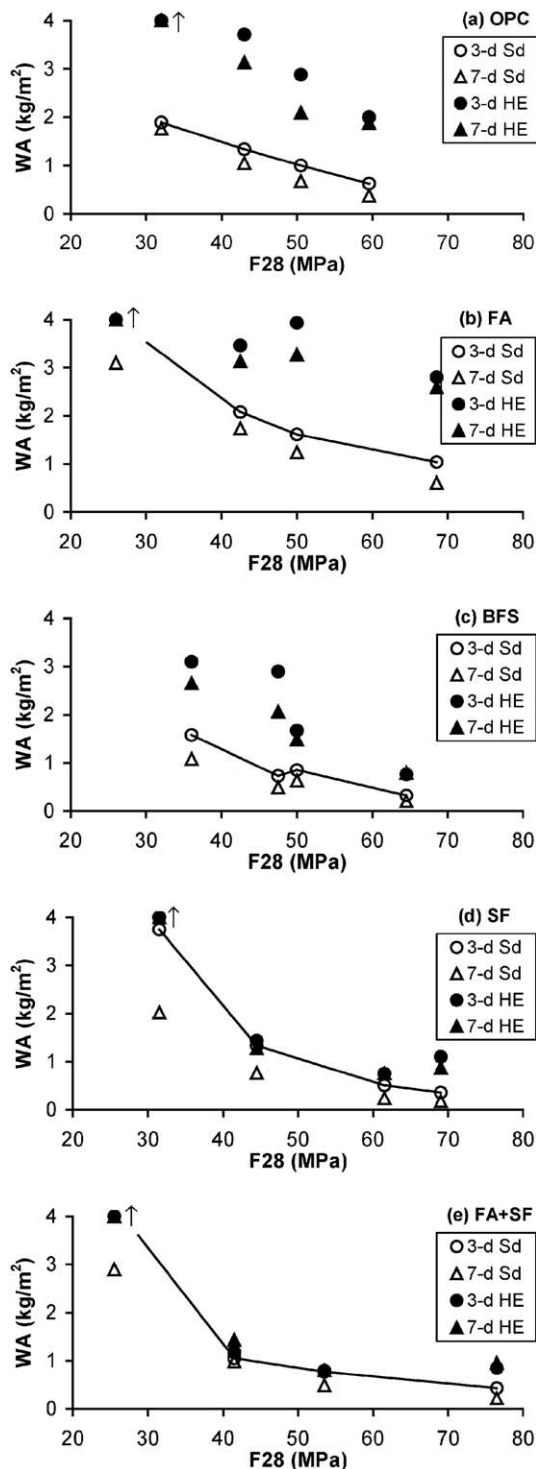 (a) OPC
4
3
2
1
0
WA (kg/m²)
↑
3-d Sd
7-d Sd
3-d HE
7-d HE
20 30 40 50 60 70 80
F28 (MPa)
(b) FA
4
3
2
1
0
WA (kg/m²)
↑
3-d Sd
7-d Sd
3-d HE
7-d HE
20 30 40 50 60 70 80
F28 (MPa)
(c) BFS
4
3
2
1
0
WA (kg/m²)
3-d Sd
7-d Sd
3-d HE
7-d HE
20 30 40 50 60 70 80
F28 (MPa)
(d) SF
4
3
2
1
0
WA (kg/m²)
↑
3-d Sd
7-d Sd
3-d HE
7-d HE
20 30 40 50 60 70 80
F28 (MPa)
(e) FA+SF
4
3
2
1
0
WA (kg/m²)
↑
3-d Sd
7-d Sd
3-d HE
7-d HE
20 30 40 50 60 70 80
F28 (MPa)